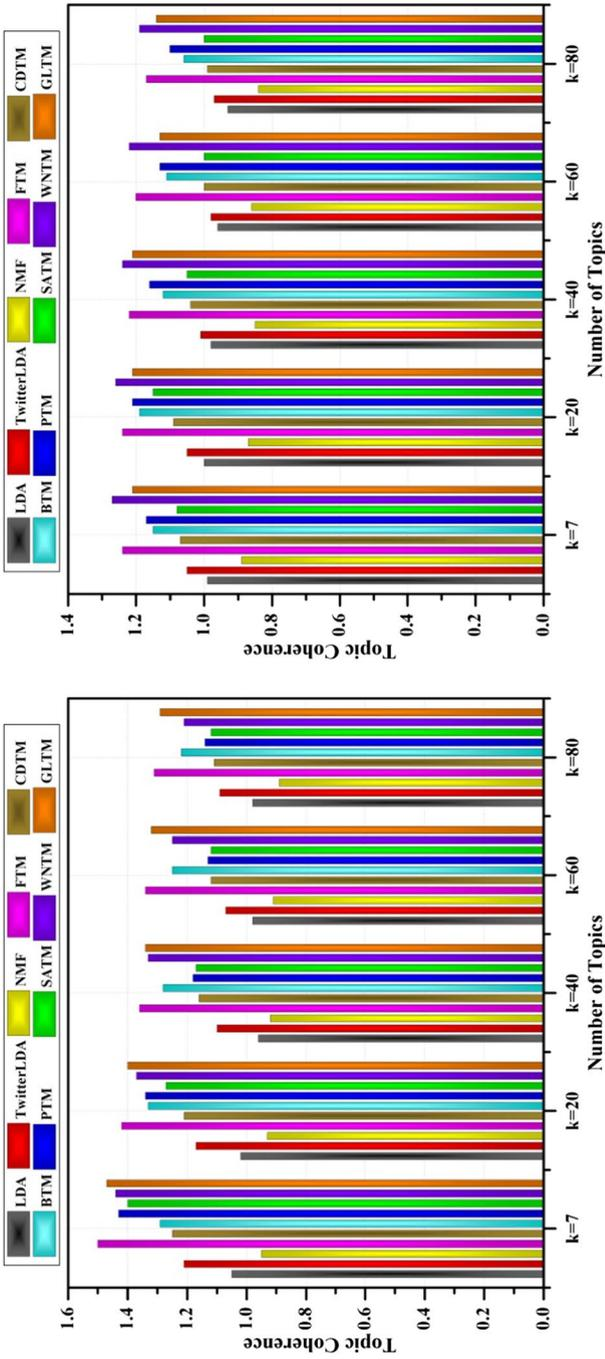 LDA TwitterLDA NMF FTM CDTM
BTM PTM SATM WNTM GLTM
Topic Coherence
1.6
1.4
1.2
1.0
0.8
0.6
0.4
0.2
0.0
k=7 k=20 k=40 k=60 k=80
Number of Topics
LDA TwitterLDA NMF FTM CDTM
BTM PTM SATM WNTM GLTM
Topic Coherence
1.4
1.2
1.0
0.8
0.6
0.4
0.2
0.0
k=7 k=20 k=40 k=60 k=80
Number of Topics